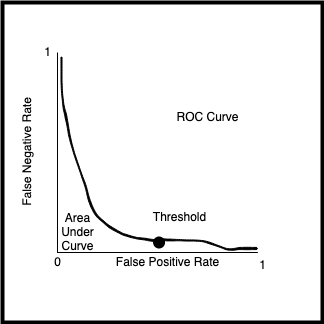 1
ROC Curve
False Negative Rate
Area
Under
Curve
Threshold
0
False Positive Rate
1